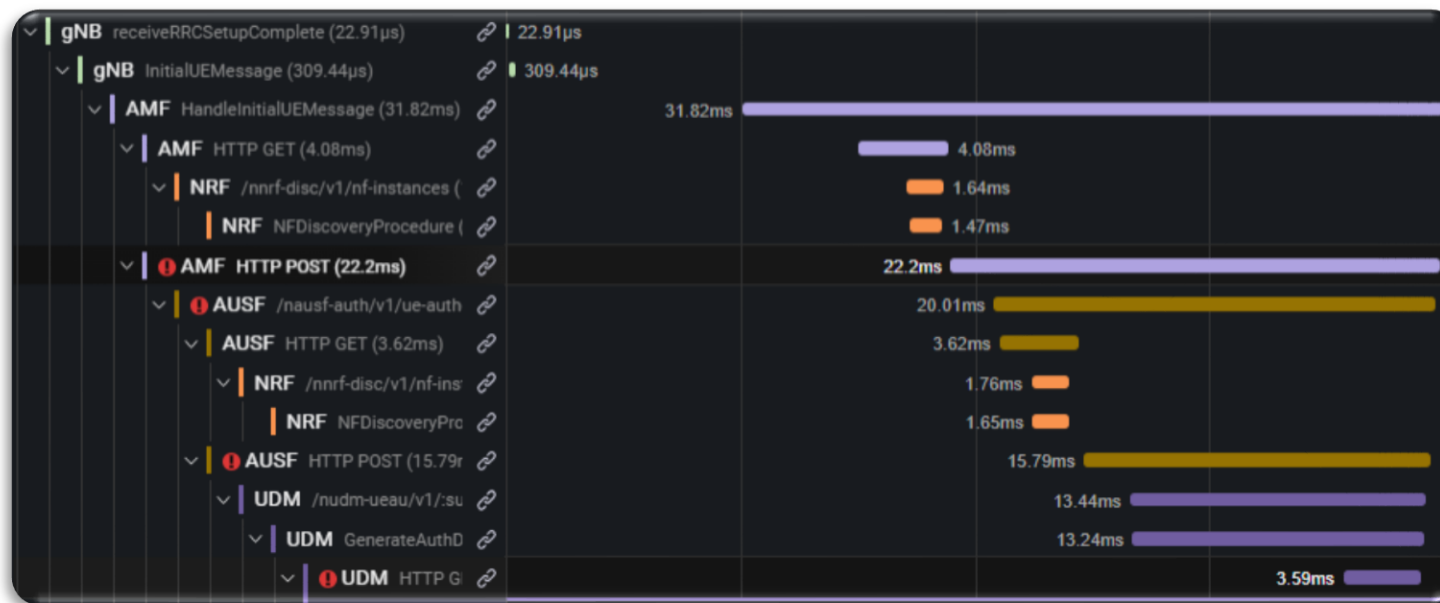 gNB receiveRRCSetupComplete (22.91µs) 22.91µs
gNB InitialUEMessage (309.44µs) 309.44µs
AMF HandleInitialUEMessage (31.82ms) 31.82ms
AMF HTTP GET (4.08ms) 4.08ms
NRF /nnrf-disc/v1/nf-instances ( 1.64ms
NRF NFDiscoveryProcedure ( 1.47ms
AMF HTTP POST (22.2ms) 22.2ms
AUSF /nausf-auth/v1/ue-auth 20.01ms
AUSF HTTP GET (3.62ms) 3.62ms
NRF /nnrf-disc/v1/nf-ins 1.76ms
NRF NFDiscoveryPro 1.65ms
AUSF HTTP POST (15.79 15.79ms
UDM /nudm-ueau/v1/:su 13.44ms
UDM GenerateAuthD 13.24ms
UDM HTTP G 3.59ms